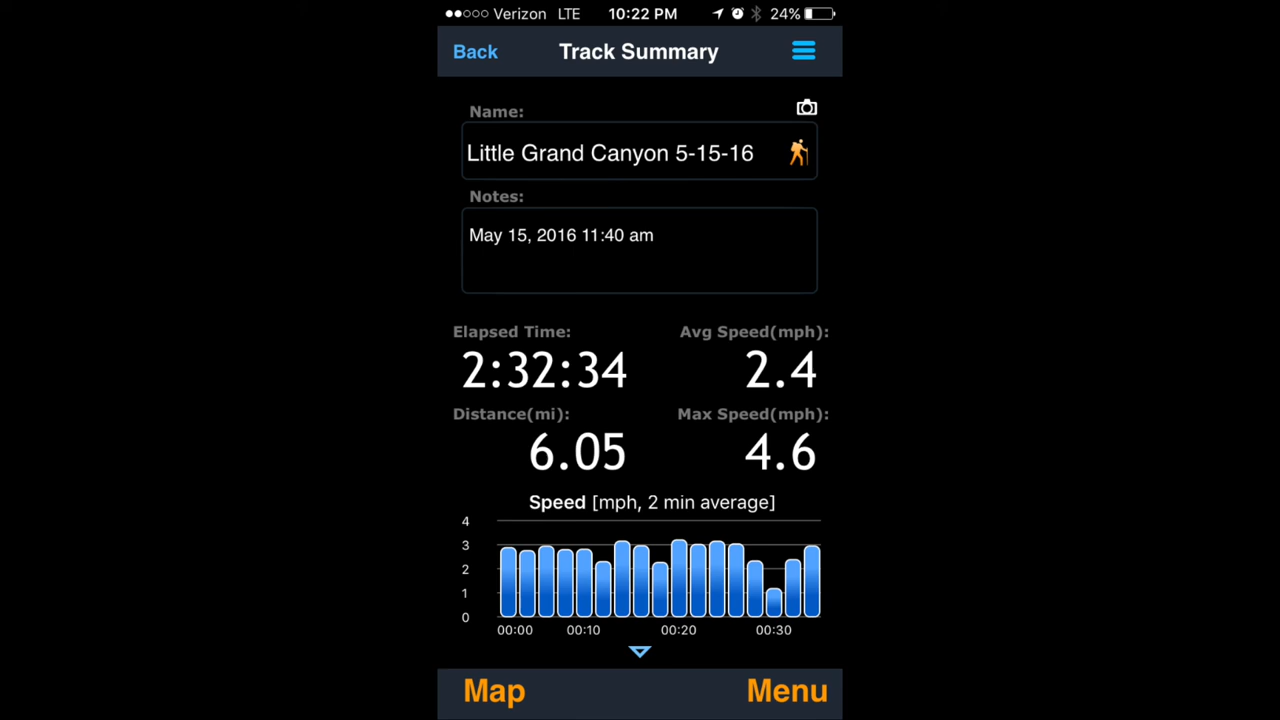 Verizon LTE 10:22 PM 24%
Back Track Summary
Name:
Little Grand Canyon 5-15-16
Notes:
May 15, 2016 11:40 am
Elapsed Time: Avg Speed(mph):
2:32:34 2.4
Distance(mi): Max Speed(mph):
6.05 4.6
Speed [mph, 2 min average]
4
3
2
1
0
00:00 00:10 00:20 00:30
Map Menu